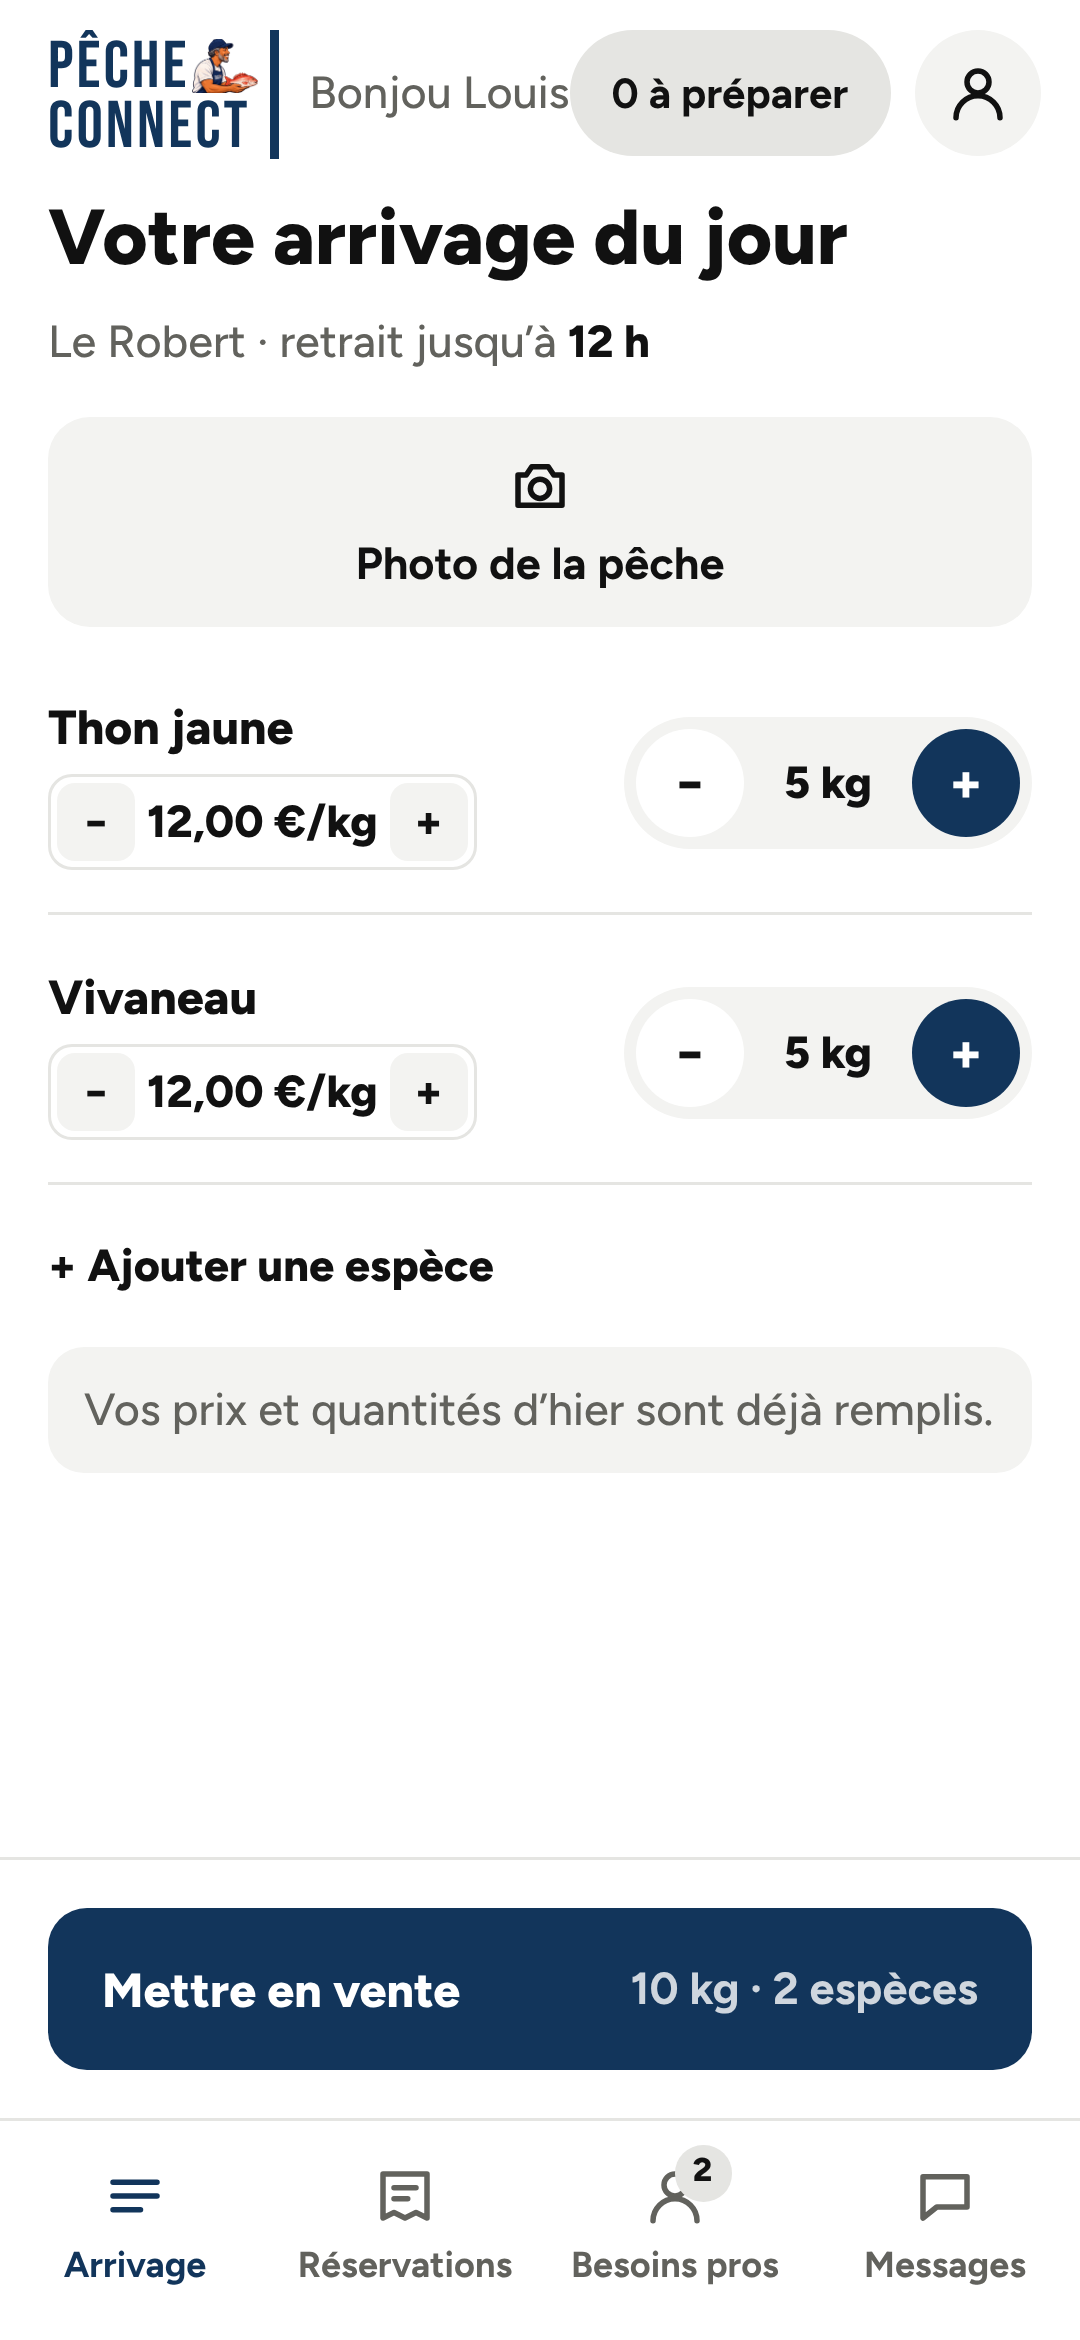 PÊCHE
CONNECT
Bonjou Louis
0 à préparer
Votre arrivage du jour
Le Robert · retrait jusqu’à 12 h
Photo de la pêche
Thon jaune
− 12,00 €/kg +
− 5 kg +
Vivaneau
− 12,00 €/kg +
− 5 kg +
+ Ajouter une espèce
Vos prix et quantités d’hier sont déjà remplis.
Mettre en vente 10 kg · 2 espèces
2
Arrivage Réservations Besoins pros Messages